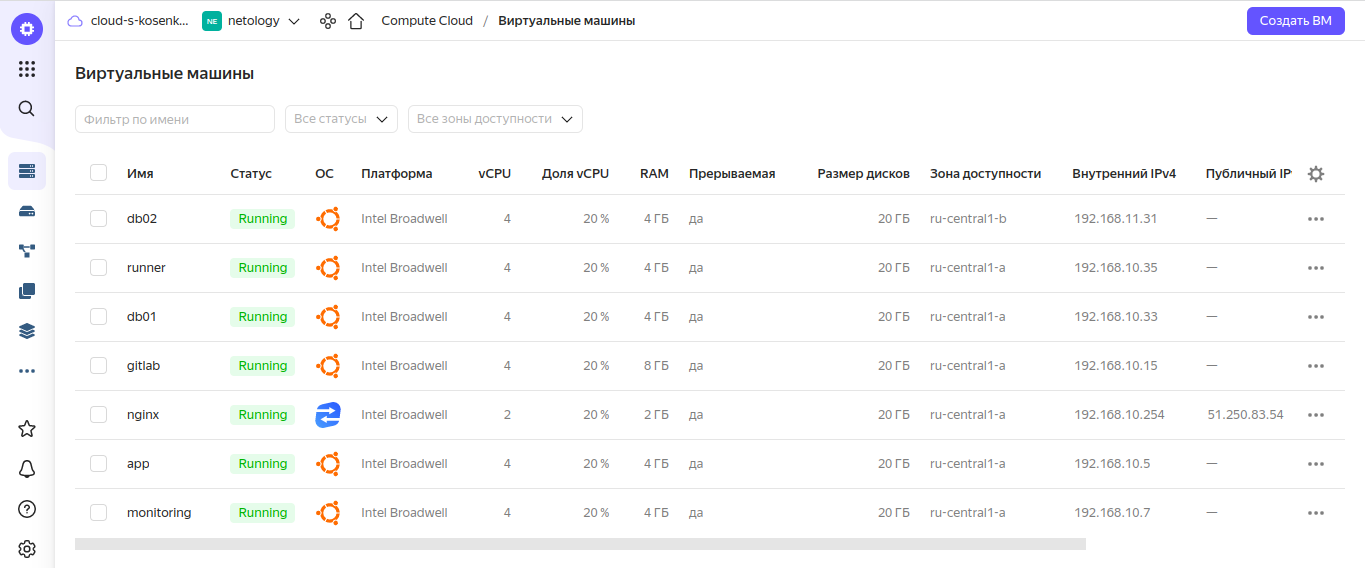 cloud-s-kosenk... NE netology Compute Cloud / Виртуальные машины Создать ВМ
Виртуальные машины
Фильтр по имени Все статусы Все зоны доступности
Имя Статус ОС Платформа vCPU Доля vCPU RAM Прерываемая Размер дисков Зона доступности Внутренний IPv4 Публичный IP
db02 Running Intel Broadwell 4 20 % 4 ГБ да 20 ГБ ru-central1-b 192.168.11.31 —
runner Running Intel Broadwell 4 20 % 4 ГБ да 20 ГБ ru-central1-a 192.168.10.35 —
db01 Running Intel Broadwell 4 20 % 4 ГБ да 20 ГБ ru-central1-a 192.168.10.33 —
gitlab Running Intel Broadwell 4 20 % 8 ГБ да 20 ГБ ru-central1-a 192.168.10.15 —
nginx Running Intel Broadwell 2 20 % 2 ГБ да 20 ГБ ru-central1-a 192.168.10.254 51.250.83.54
app Running Intel Broadwell 4 20 % 4 ГБ да 20 ГБ ru-central1-a 192.168.10.5 —
monitoring Running Intel Broadwell 4 20 % 4 ГБ да 20 ГБ ru-central1-a 192.168.10.7 —